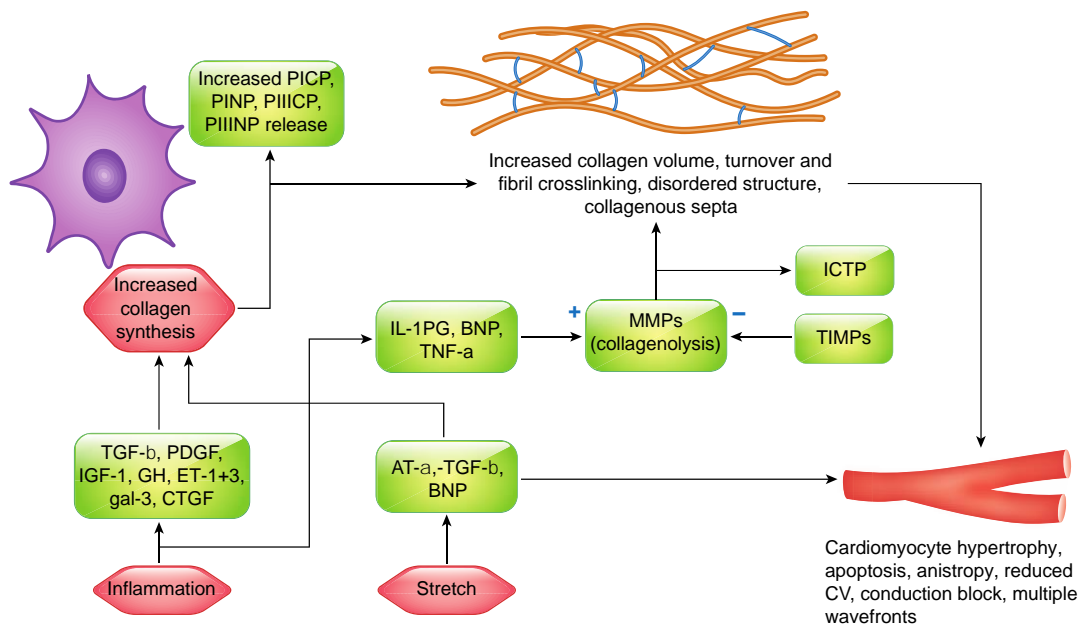 Increased PICP,
PINP, PIIICP,
PIIINP release
Increased collagen volume, turnover and
fibril crosslinking, disordered structure,
collagenous septa
Increased
collagen
synthesis
ICTP
IL-1PG, BNP,
TNF-a
+
MMPs
(collagenolysis)
–
TIMPs
TGF-b, PDGF,
IGF-1, GH, ET-1+3,
gal-3, CTGF
AT-a,-TGF-b,
BNP
Inflammation
Stretch
Cardiomyocyte hypertrophy,
apoptosis, anistropy, reduced
CV, conduction block, multiple
wavefronts